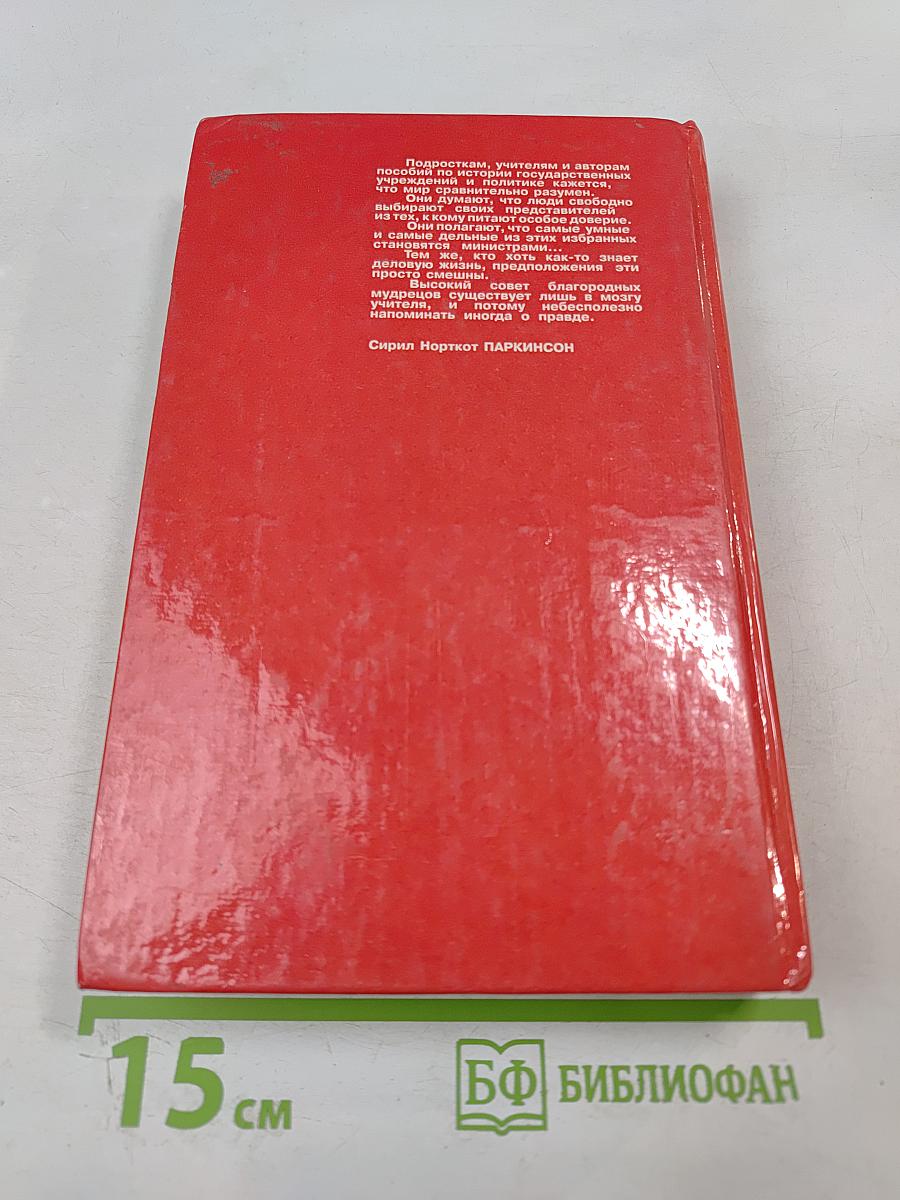 Подросткам, учителям и авторам
пособий по истории государственных
учреждений и политике кажется,
что мир сравнительно разумен.
Они думают, что люди свободно
выбирают своих представителей
из тех, к кому питают особое доверие.
Они полагают, что самые умные
и самые дельные из этих избранных
становятся министрами...
Тем же, кто хоть как-то знает
деловую жизнь, предположения эти
просто смешны.
Высокий совет благородных
мудрецов существует лишь в мозгу
учителя, и потому небесполезно
напоминать иногда о правде.
Сирил Норткот ПАРКИНСОН
15 см
БФ БИБЛИОФАН